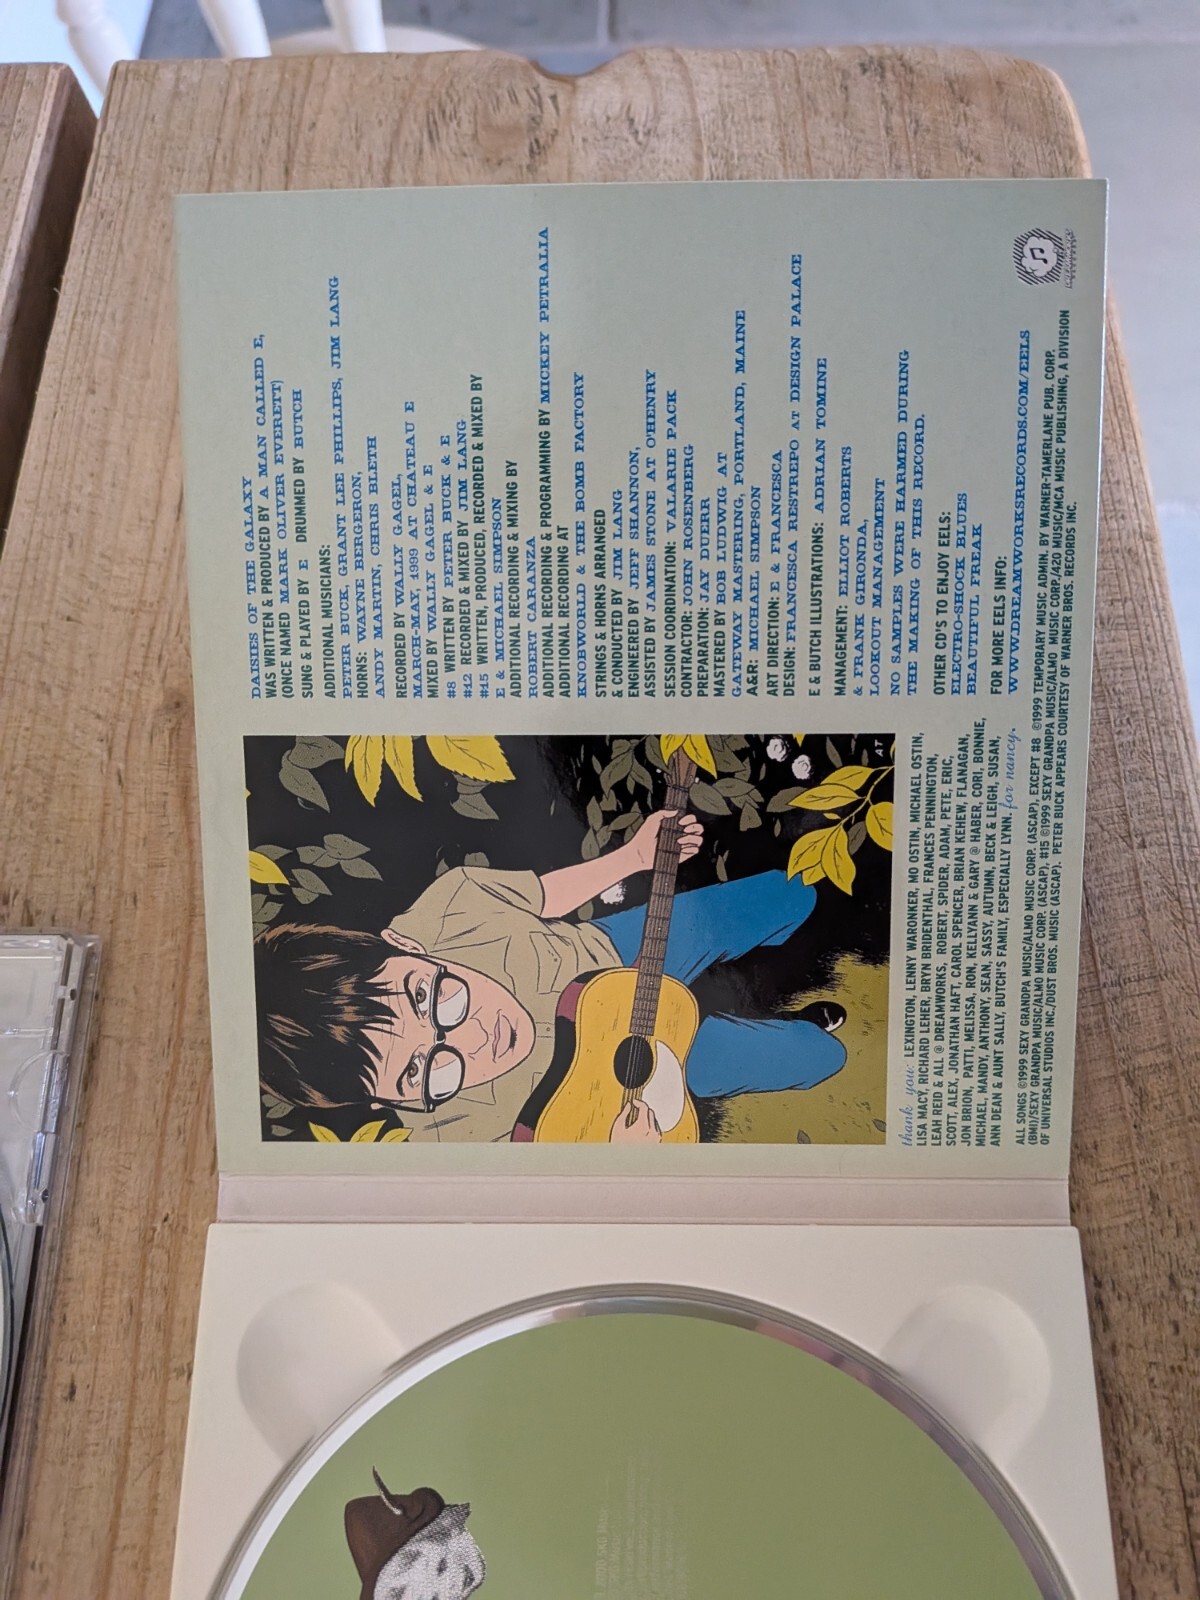 DAISIES OF THE GALAXY
WAS WRITTEN & PRODUCED BY A MAN CALLED E,
(ONCE NAMED MARK OLIVER EVERETT)
SUNG & PLAYED BY E DRUMMED BY BUTCH
ADDITIONAL MUSICIANS:
PETER BUCK, GRANT LEE PHILLIPS, JIM LANG
HORNS: WAYNE BERGERON,
ANDY MARTIN, CHRIS BLETH
RECORDED BY WALLY GAGEL,
MARCH-MAY, 1999 AT CHATEAU E
MIXED BY WALLY GAGEL & E
#8 WRITTEN BY PETER BUCK & E
#12 RECORDED & MIXED BY JIM LANG
#15 WRITTEN, PRODUCED, RECORDED & MIXED BY
E & MICHAEL SIMPSON
ADDITIONAL RECORDING & MIXING BY
ROBERT CARANZA
ADDITIONAL RECORDING & PROGRAMMING BY MICKEY PETRALIA
ADDITIONAL RECORDING AT
KNOBWORLD & THE BOMB FACTORY
STRINGS & HORNS ARRANGED
& CONDUCTED BY JIM LANG
ENGINEERED BY JEFF SHANNON,
ASSISTED BY JAMES STONE AT O'HENRY
SESSION COORDINATION: VALARIE PACK
CONTRACTOR: JOHN ROSENBERG
PREPARATION: JAY DUERR
MASTERED BY BOB LUDWIG AT
GATEWAY MASTERING, PORTLAND, MAINE
A&R: MICHAEL SIMPSON
ART DIRECTION: E & FRANCESCA
DESIGN: FRANCESCA RESTREPO AT DESIGN PALACE
E & BUTCH ILLUSTRATIONS: ADRIAN TOMINE
MANAGEMENT: ELLIOT ROBERTS
& FRANK GIRONDA,
LOOKOUT MANAGEMENT
NO SAMPLES WERE HARMED DURING
THE MAKING OF THIS RECORD.
OTHER CD'S TO ENJOY EELS:
ELECTRO-SHOCK BLUES
BEAUTIFUL FREAK
FOR MORE EELS INFO:
WWW.DREAMWORKSRECORDS.COM/EELS
AT
thank you: LEXINGTON, LENNY WARONKER, MO OSTIN, MICHAEL OSTIN,
LISA MACY, RICHARD LEHER, BRYN BRIDENTHAL, FRANCES PENNINGTON,
LEAH REID & ALL @ DREAMWORKS, ROBERT, SPIDER, ADAM, PETE, ERIC,
SCOTT, ALEX, JONATHAN HAFT, CAROL SPENCER, BRIAN KEHEW, FLANAGAN,
JON BRION, PATTI, MELISSA, RON, KELLYANN & GARY @ HABER, CORI, BONNIE,
MICHAEL, MANDY, ANTHONY, SEAN, SASSY, AUTUMN, BECK & LEIGH, SUSAN,
ANN DEAN & AUNT SALLY, BUTCH'S FAMILY, ESPECIALLY LYNN. for nancy.
ALL SONGS ©1999 SEXY GRANDPA MUSIC/ALMO MUSIC CORP. (ASCAP), EXCEPT #8 ©1999 TEMPORARY MUSIC ADMIN. BY WARNER-TAMERLANE PUB. CORP.
(BMI)/SEXY GRANDPA MUSIC/ALMO MUSIC CORP. (ASCAP), #15 ©1999 SEXY GRANDPA MUSIC/ALMO MUSIC CORP./420 MUSIC/MCA MUSIC PUBLISHING, A DIVISION
OF UNIVERSAL STUDIOS INC./DUST BROS. MUSIC (ASCAP). PETER BUCK APPEARS COURTESY OF WARNER BROS. RECORDS INC.